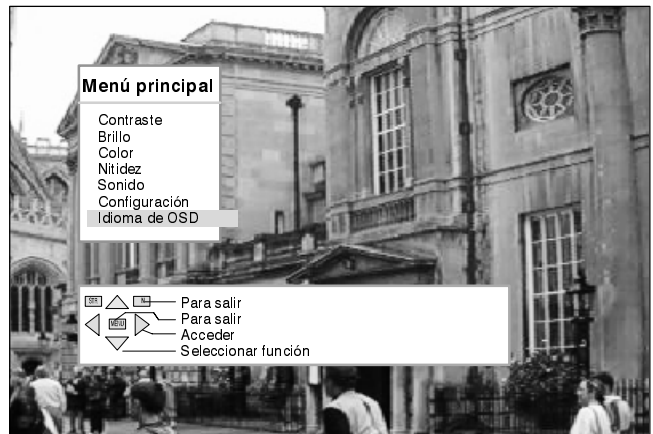 Menú principal
Contraste
Brillo
Color
Nitidez
Sonido
Configuración
Idioma de OSD
STR
Para salir
MENU
Para salir
Acceder
Seleccionar función